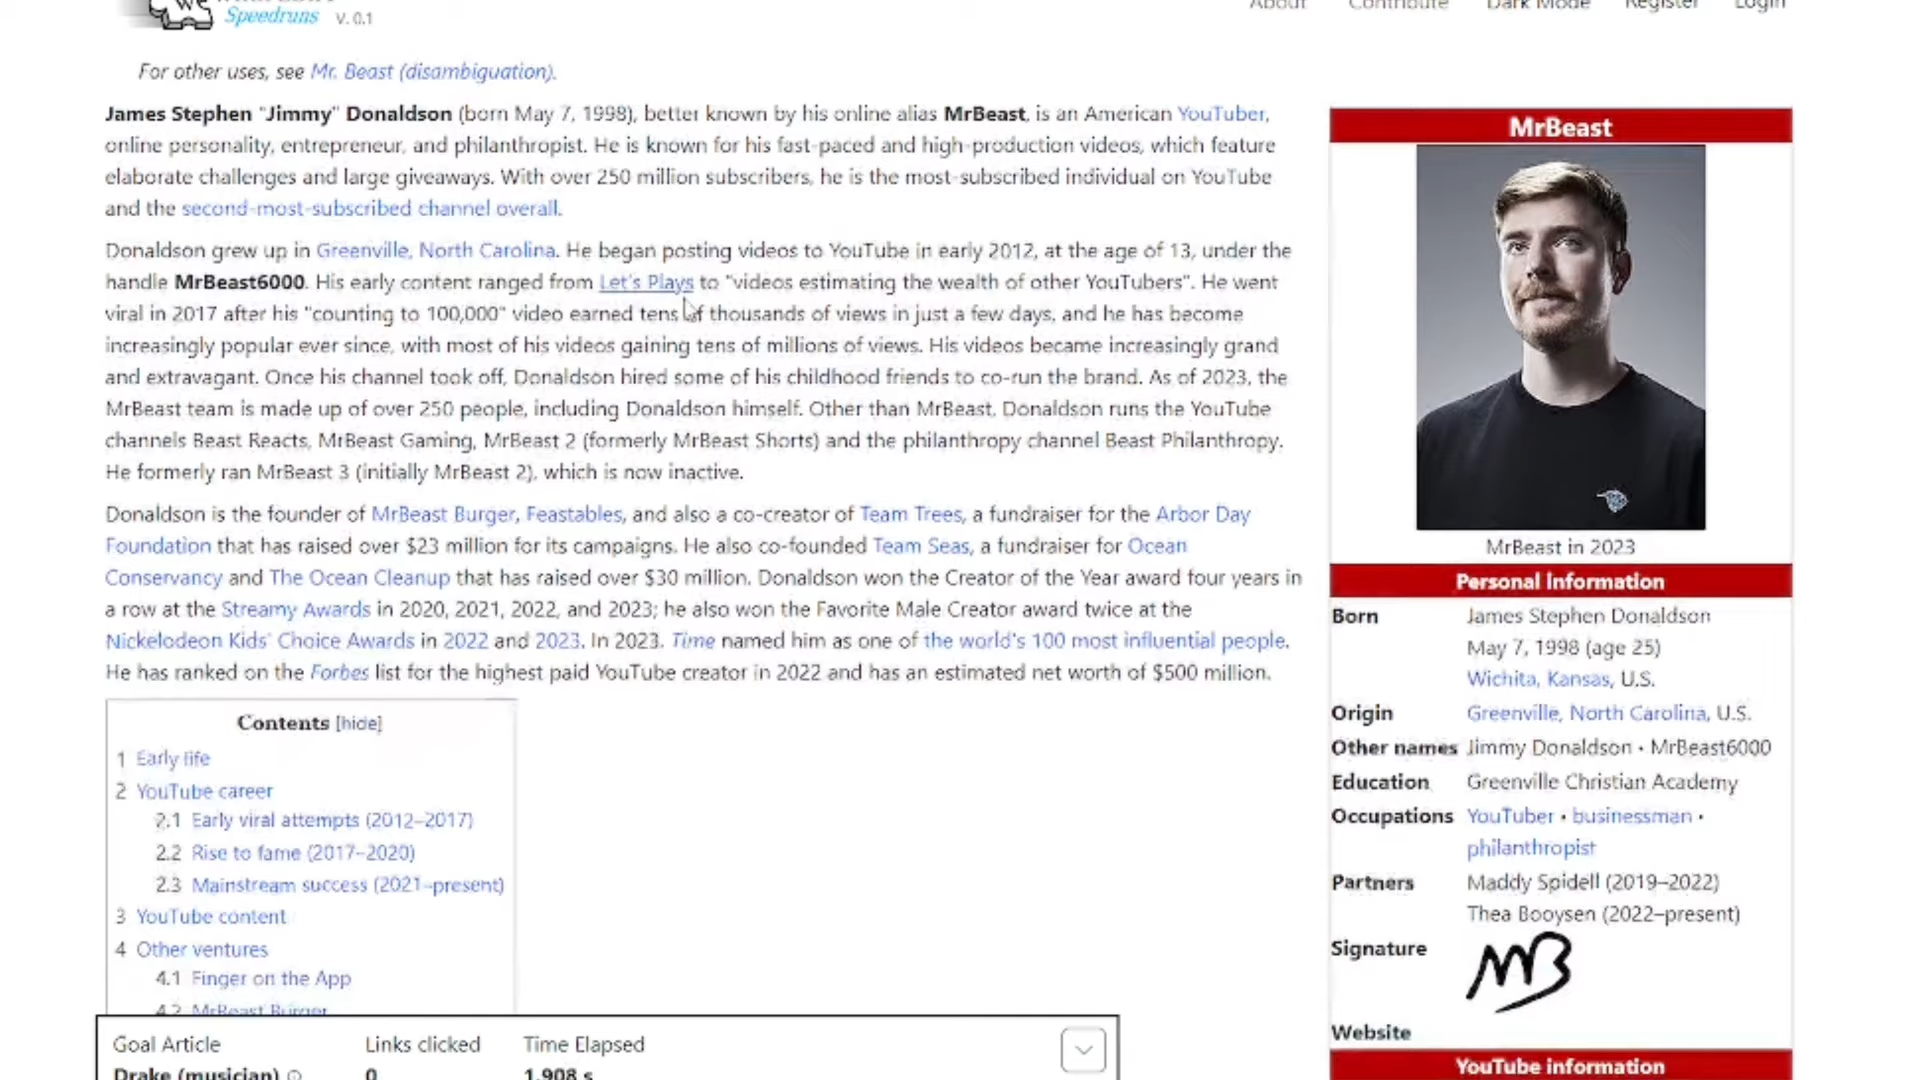 Speedruns V. 0.1
About Contribute Dark Mode Register Login
For other uses, see Mr. Beast (disambiguation).
James Stephen "Jimmy" Donaldson (born May 7, 1998), better known by his online alias MrBeast, is an American YouTuber,
online personality, entrepreneur, and philanthropist. He is known for his fast-paced and high-production videos, which feature
elaborate challenges and large giveaways. With over 250 million subscribers, he is the most-subscribed individual on YouTube
and the second-most-subscribed channel overall.
Donaldson grew up in Greenville, North Carolina. He began posting videos to YouTube in early 2012, at the age of 13, under the
handle MrBeast6000. His early content ranged from Let's Plays to "videos estimating the wealth of other YouTubers". He went
viral in 2017 after his "counting to 100,000" video earned tens of thousands of views in just a few days, and he has become
increasingly popular ever since, with most of his videos gaining tens of millions of views. His videos became increasingly grand
and extravagant. Once his channel took off, Donaldson hired some of his childhood friends to co-run the brand. As of 2023, the
MrBeast team is made up of over 250 people, including Donaldson himself. Other than MrBeast, Donaldson runs the YouTube
channels Beast Reacts, MrBeast Gaming, MrBeast 2 (formerly MrBeast Shorts) and the philanthropy channel Beast Philanthropy.
He formerly ran MrBeast 3 (initially MrBeast 2), which is now inactive.
Donaldson is the founder of MrBeast Burger, Feastables, and also a co-creator of Team Trees, a fundraiser for the Arbor Day
Foundation that has raised over $23 million for its campaigns. He also co-founded Team Seas, a fundraiser for Ocean
Conservancy and The Ocean Cleanup that has raised over $30 million. Donaldson won the Creator of the Year award four years in
a row at the Streamy Awards in 2020, 2021, 2022, and 2023; he also won the Favorite Male Creator award twice at the
Nickelodeon Kids' Choice Awards in 2022 and 2023. In 2023, Time named him as one of the world's 100 most influential people.
He has ranked on the Forbes list for the highest paid YouTube creator in 2022 and has an estimated net worth of $500 million.
Contents [hide]
1 Early life
2 YouTube career
2.1 Early viral attempts (2012–2017)
2.2 Rise to fame (2017–2020)
2.3 Mainstream success (2021–present)
3 YouTube content
4 Other ventures
4.1 Finger on the App
4.2 MrBeast Burger
Goal Article Links clicked Time Elapsed
Drake (musician) 0 1.908 s
MrBeast
MrBeast in 2023
Personal information
Born James Stephen Donaldson
May 7, 1998 (age 25)
Wichita, Kansas, U.S.
Origin Greenville, North Carolina, U.S.
Other names Jimmy Donaldson • MrBeast6000
Education Greenville Christian Academy
Occupations YouTuber • businessman •
philanthropist
Partners Maddy Spidell (2019–2022)
Thea Booysen (2022–present)
Signature MB
Website
YouTube information